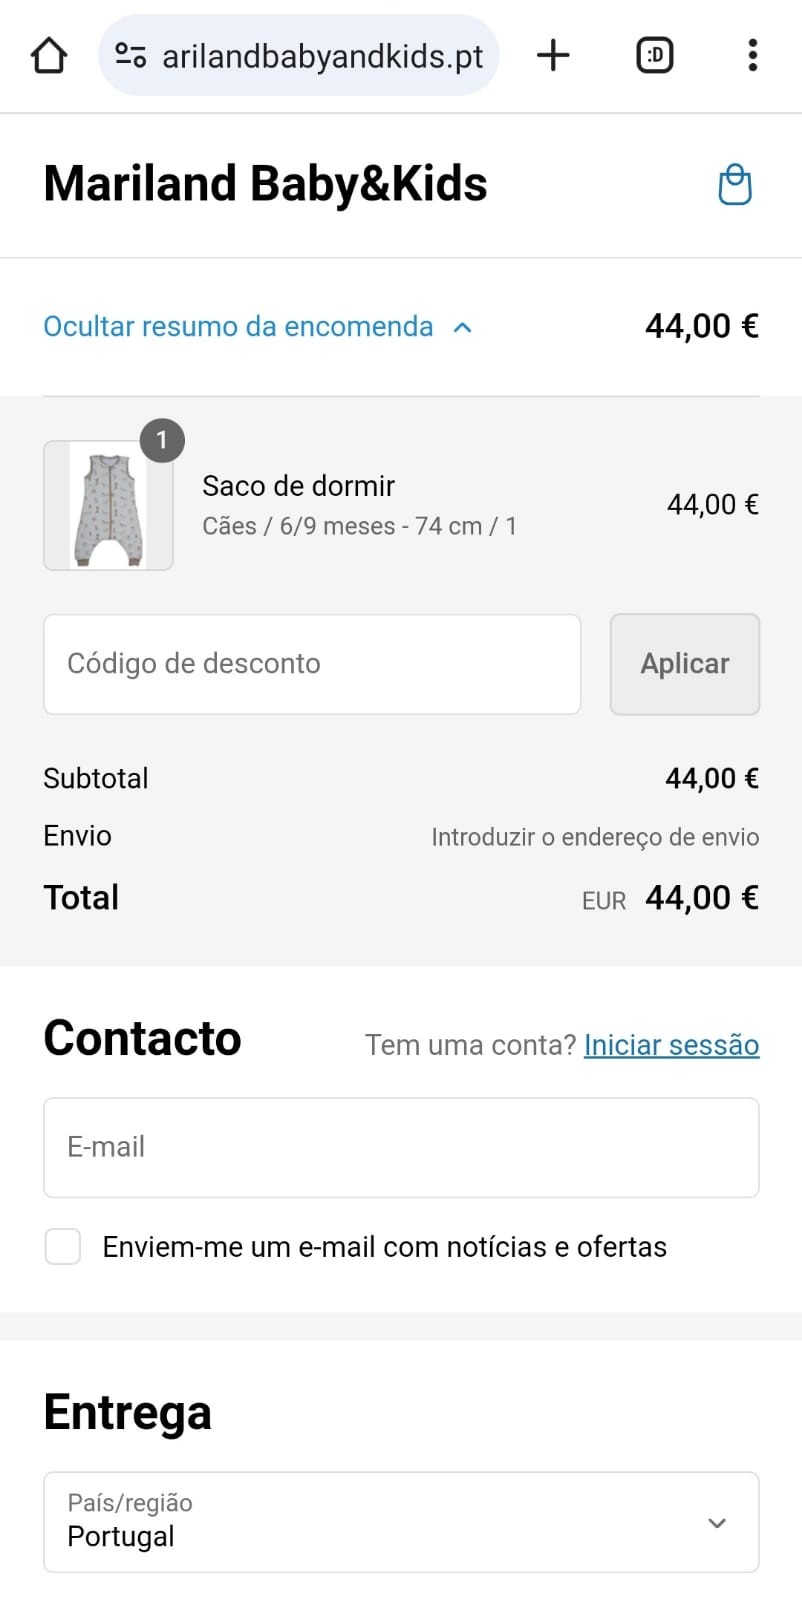 arilandbabyandkids.pt
:D
Mariland Baby&Kids
Ocultar resumo da encomenda 44,00 €
1
Saco de dormir
Cães / 6/9 meses - 74 cm / 1
44,00 €
Código de desconto
Aplicar
Subtotal 44,00 €
Envio Introduzir o endereço de envio
Total EUR 44,00 €
Contacto Tem uma conta? Iniciar sessão
E-mail
Enviem-me um e-mail com notícias e ofertas
Entrega
País/região
Portugal